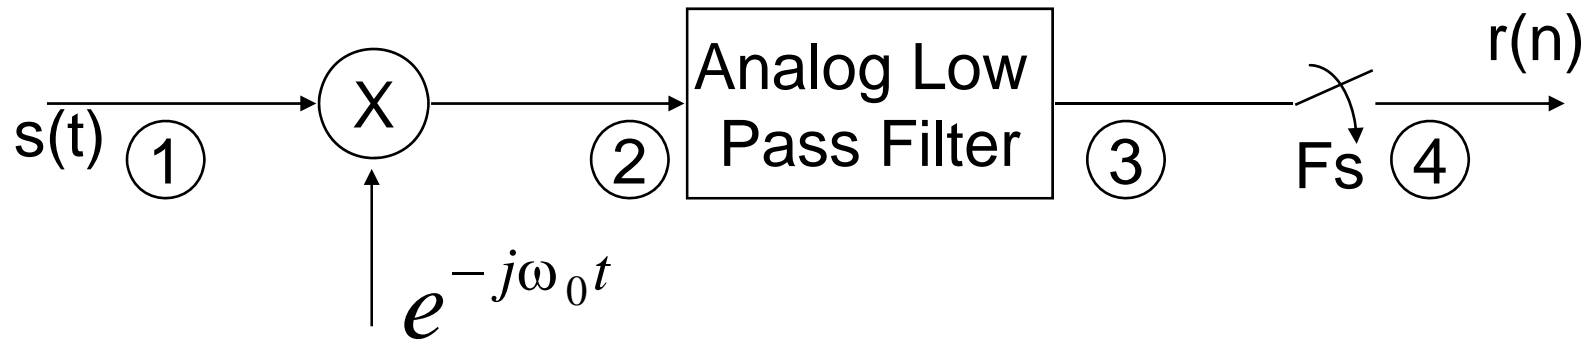 s(t)
1
X
e^{-jω_0 t}
2
Analog Low
Pass Filter
3
Fs
4
r(n)